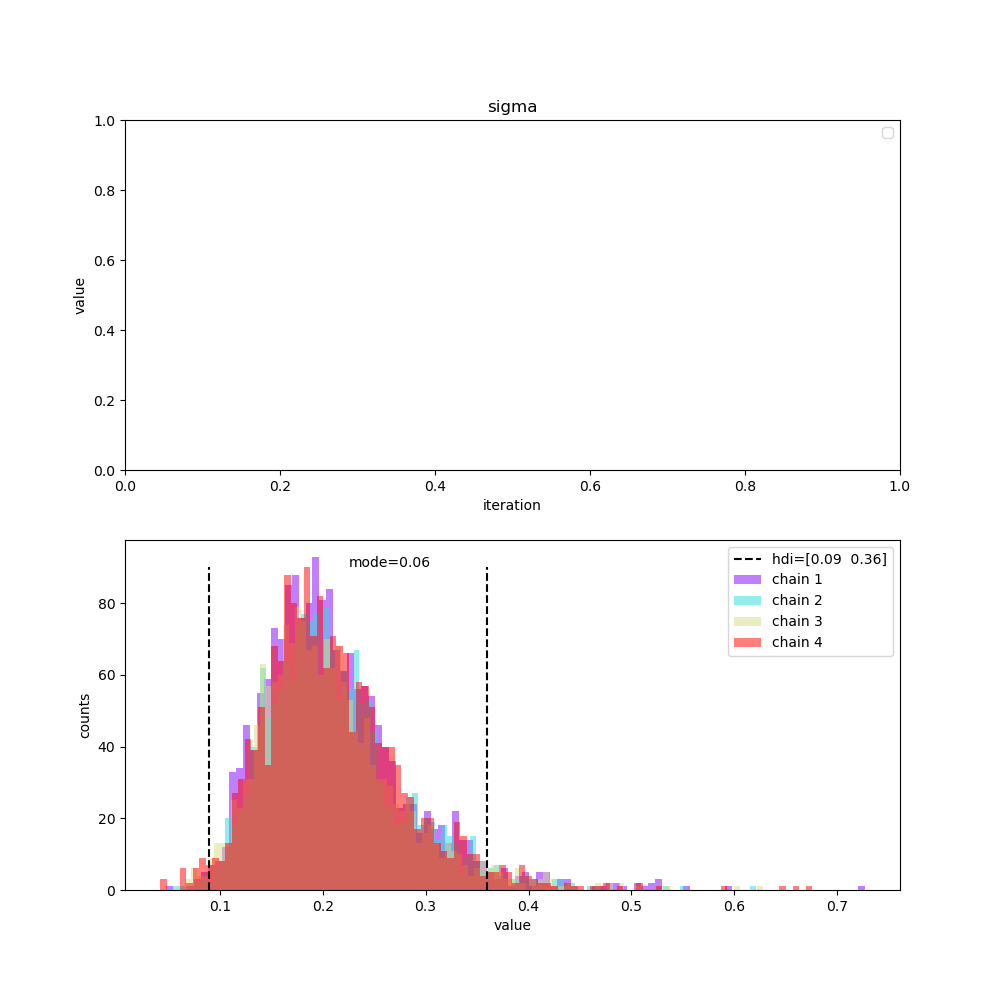 sigma
1.0
0.8
0.6
0.4
0.2
0.0
value
0.0 0.2 0.4 0.6 0.8 1.0
iteration
mode=0.06
hdi=[0.09 0.36]
chain 1
chain 2
chain 3
chain 4
80
60
40
20
0
counts
0.1 0.2 0.3 0.4 0.5 0.6 0.7
value